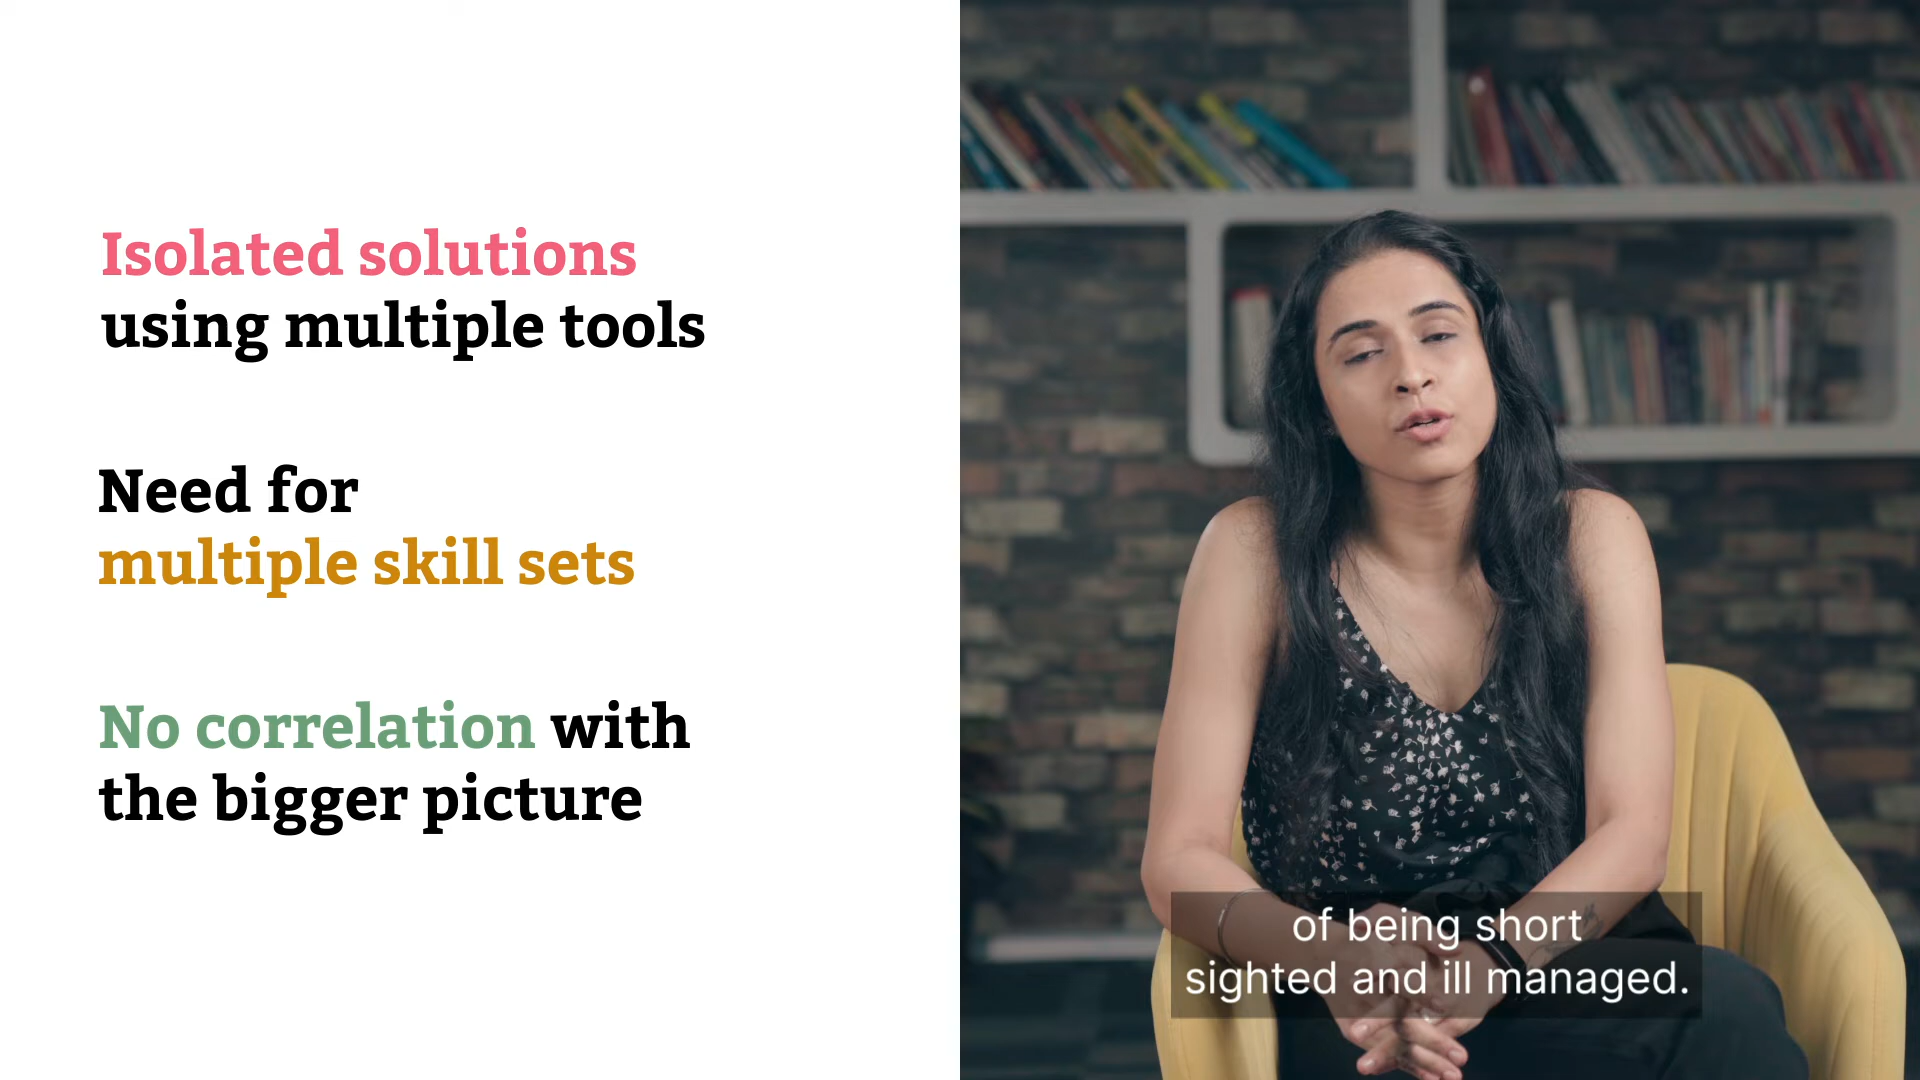 Isolated solutions
using multiple tools
Need for
multiple skill sets
No correlation with
the bigger picture
of being short
sighted and ill managed.